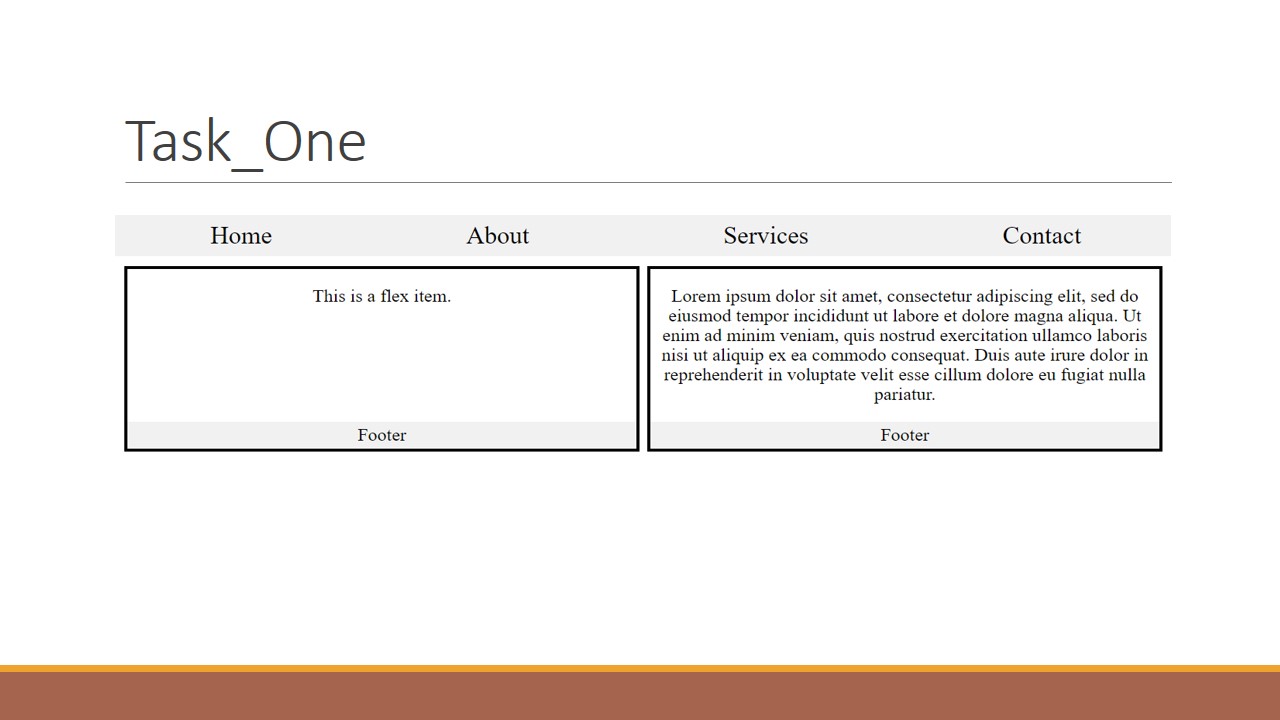 Task_One
Home About Services Contact
This is a flex item.
Footer
Lorem ipsum dolor sit amet, consectetur adipiscing elit, sed do
eiusmod tempor incididunt ut labore et dolore magna aliqua. Ut
enim ad minim veniam, quis nostrud exercitation ullamco laboris
nisi ut aliquip ex ea commodo consequat. Duis aute irure dolor in
reprehenderit in voluptate velit esse cillum dolore eu fugiat nulla
pariatur.
Footer